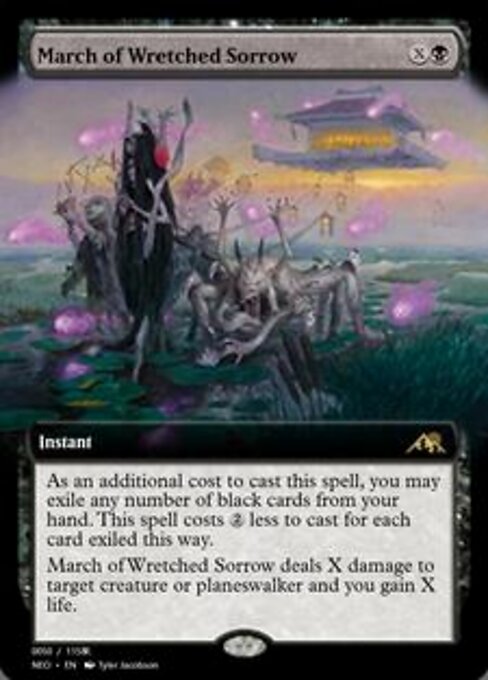 March of Wretched Sorrow X
Instant
As an additional cost to cast this spell, you may
exile any number of black cards from your
hand. This spell costs 2 less to cast for each
card exiled this way.
March of Wretched Sorrow deals X damage to
target creature or planeswalker and you gain X
life.
NEO • EN Tyler Jacobson